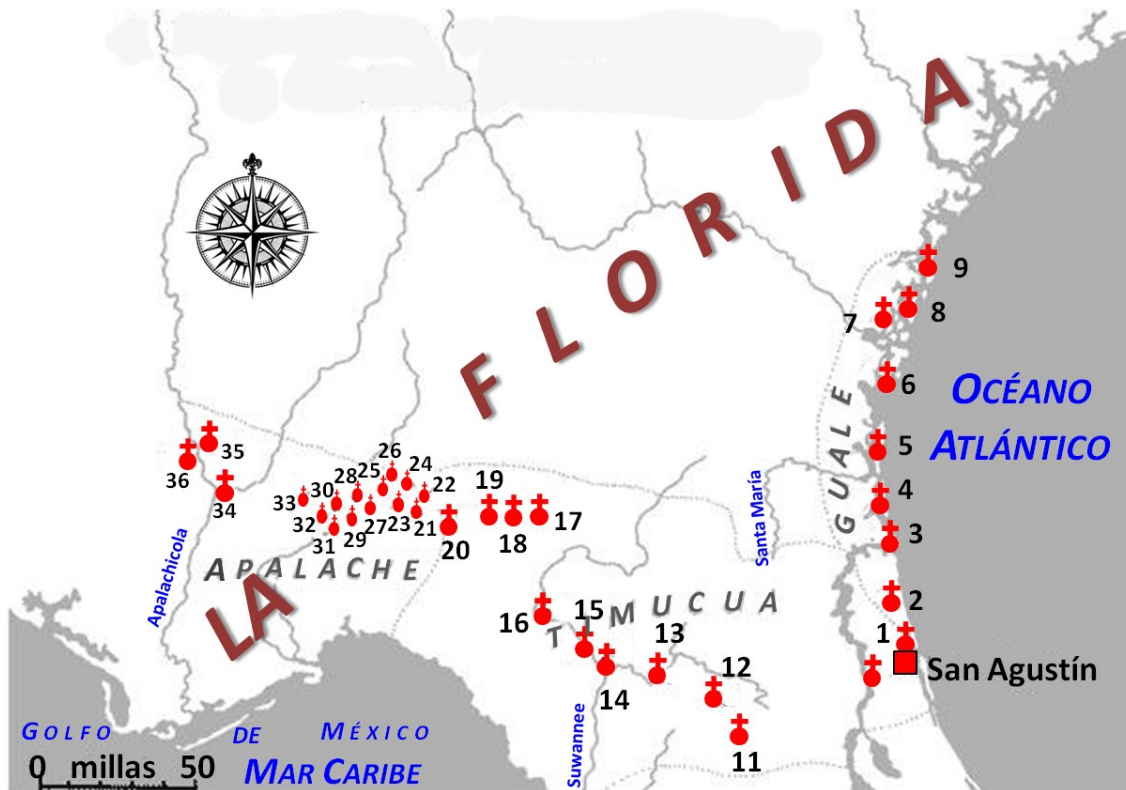 LA FLORIDA
9
8
7
6
OCÉANO
ATLÁNTICO
GUALE
5
4
3
2
1
San Agustín
Santa María
36
35
34
33
32
31
30
29
28
27
26
25
24
23
22
21
20
19
18
17
APALACHE
Apalachicola
TIMUCUA
16
15
14
13
12
11
Suwannee
GOLFO DE MÉXICO
MAR CARIBE
0 millas 50